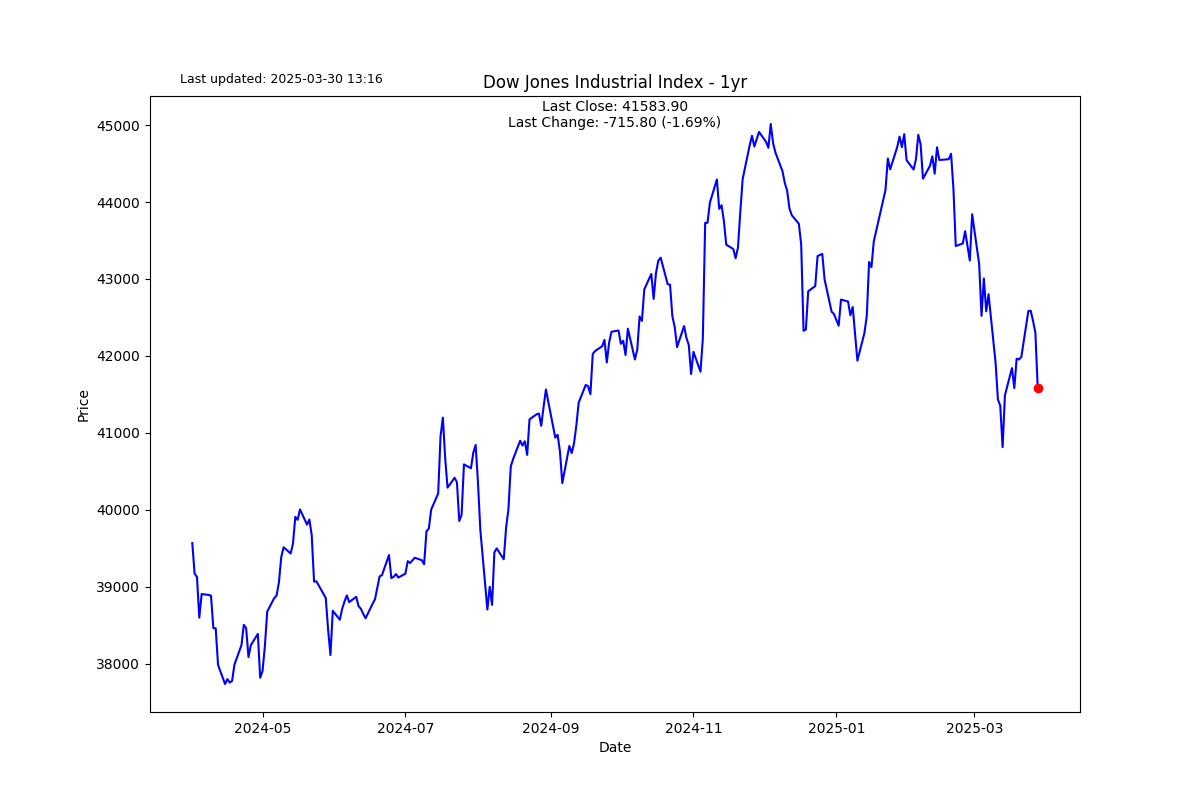 Last updated: 2025-03-30 13:16
Dow Jones Industrial Index - 1yr
Last Close: 41583.90
Last Change: -715.80 (-1.69%)
45000
44000
43000
42000
41000
40000
39000
38000
Price
2024-05
2024-07
2024-09
2024-11
2025-01
2025-03
Date